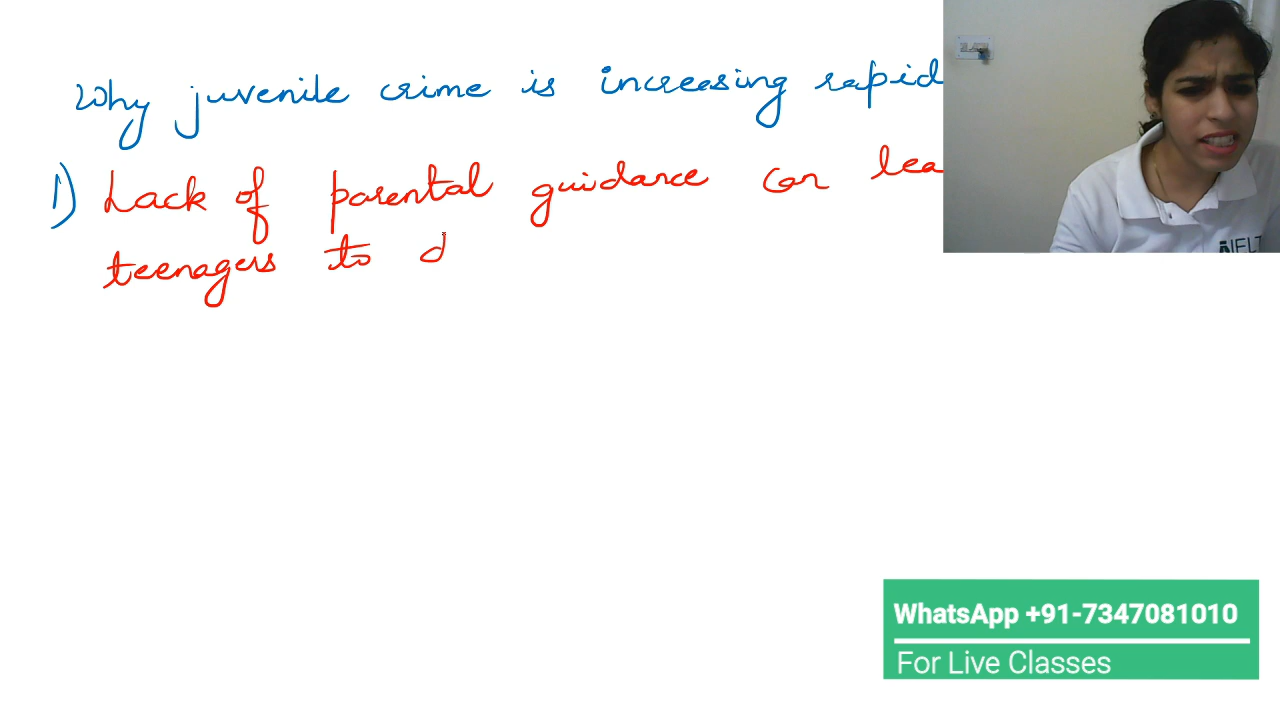 Why juvenile crime is increasing rapid
1) Lack of parental guidance can lea
teenagers to d
IELT
WhatsApp +91-7347081010
For Live Classes